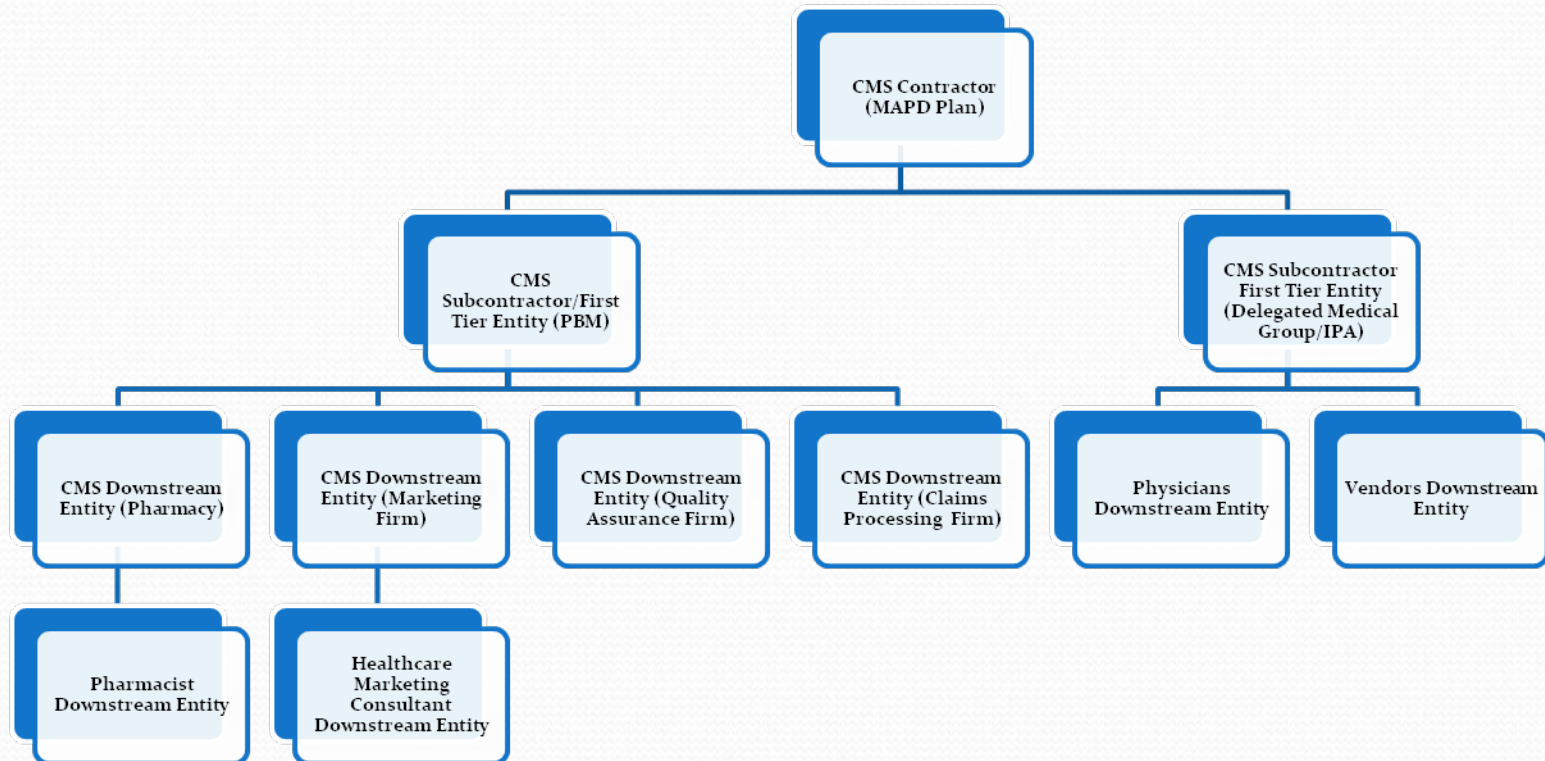 CMS Contractor
(MAPD Plan)
CMS
Subcontractor/First
Tier Entity (PBM)
CMS Subcontractor
First Tier Entity
(Delegated Medical
Group/IPA)
CMS Downstream
Entity (Pharmacy)
CMS Downstream
Entity (Marketing
Firm)
CMS Downstream
Entity (Quality
Assurance Firm)
CMS Downstream
Entity (Claims
Processing Firm)
Physicians
Downstream Entity
Vendors Downstream
Entity
Pharmacist
Downstream Entity
Healthcare
Marketing
Consultant
Downstream Entity